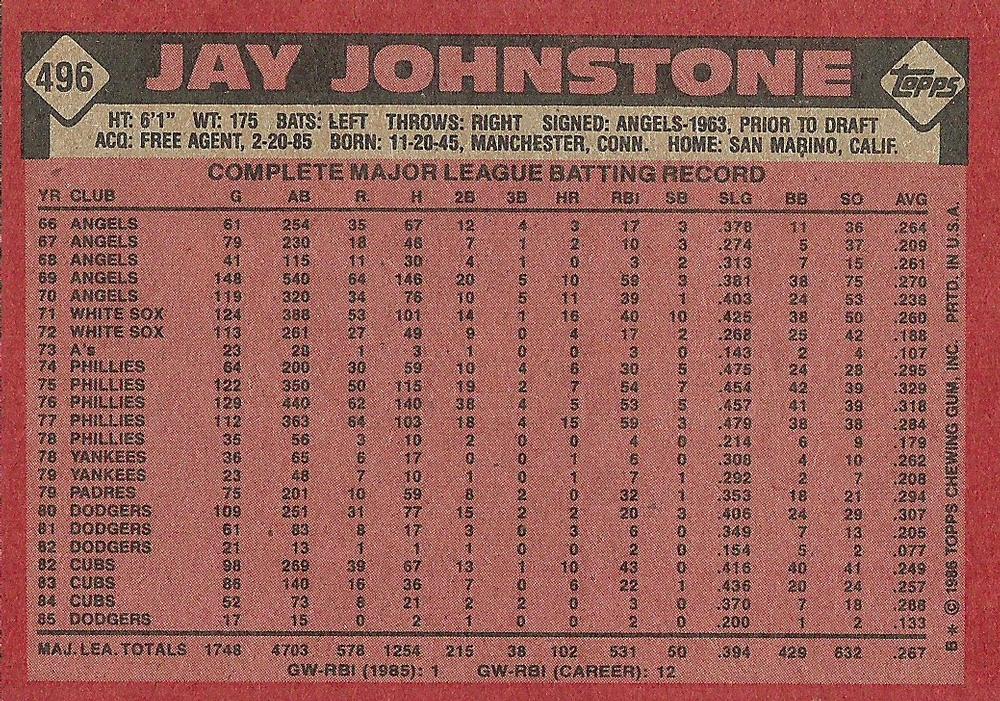 496 JAY JOHNSTONE Topps
HT: 6'1" WT: 175 BATS: LEFT THROWS: RIGHT SIGNED: ANGELS-1963, PRIOR TO DRAFT
ACQ: FREE AGENT, 2-20-85 BORN: 11-20-45, MANCHESTER, CONN. HOME: SAN MARINO, CALIF.
COMPLETE MAJOR LEAGUE BATTING RECORD
YR CLUB G AB R H 2B 3B HR RBI SB SLG BB SO AVG
66 ANGELS 61 254 35 67 12 4 3 17 3 .378 11 36 .264
67 ANGELS 79 230 18 48 7 1 2 10 3 .274 5 37 .209
68 ANGELS 41 115 11 30 4 1 0 3 2 .313 7 15 .261
69 ANGELS 148 540 64 146 20 5 10 59 3 .381 38 75 .270
70 ANGELS 119 320 34 76 10 5 11 39 1 .403 24 53 .238
71 WHITE SOX 124 388 53 101 14 1 16 40 10 .425 38 50 .260
72 WHITE SOX 113 261 27 49 9 0 4 17 2 .268 25 42 .188
73 A's 23 28 1 3 1 0 0 3 0 .143 2 4 .107
74 PHILLIES 64 200 30 59 10 4 6 30 5 .475 24 28 .295
75 PHILLIES 122 350 50 115 19 2 7 54 7 .454 42 39 .329
76 PHILLIES 129 440 62 140 38 4 5 53 5 .457 41 39 .318
77 PHILLIES 112 363 64 103 18 4 15 59 3 .479 38 38 .284
78 PHILLIES 35 56 3 10 2 0 0 4 0 .214 6 9 .179
78 YANKEES 36 65 6 17 0 0 1 6 0 .308 4 10 .262
79 YANKEES 23 48 7 10 1 0 1 7 1 .292 2 7 .208
79 PADRES 75 201 10 59 8 2 0 32 1 .353 18 21 .294
80 DODGERS 109 251 31 77 15 2 2 20 3 .406 24 29 .307
81 DODGERS 61 83 8 17 3 0 3 6 0 .349 7 13 .205
82 DODGERS 21 13 1 1 1 0 0 2 0 .154 5 2 .077
82 CUBS 98 269 39 67 13 1 10 43 0 .416 40 41 .249
83 CUBS 86 140 16 36 7 0 6 22 1 .436 20 24 .257
84 CUBS 52 73 8 21 2 2 0 3 0 .370 7 18 .288
85 DODGERS 17 15 0 2 1 0 0 2 0 .200 1 2 .133
MAJ. LEA. TOTALS 1748 4703 578 1254 215 38 102 531 50 .394 429 632 .267
GW-RBI (1985): 1 GW-RBI (CAREER): 12
B * © 1986 TOPPS CHEWING GUM, INC. PRTD. IN U.S.A.